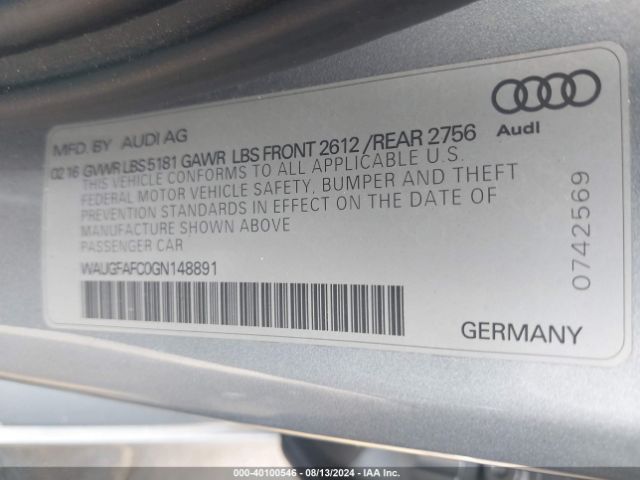 MFD. BY AUDI AG
02 16 GVWR LBS 5181 GAWR LBS FRONT 2612 /REAR 2756
THIS VEHICLE CONFORMS TO ALL APPLICABLE U.S.
FEDERAL MOTOR VEHICLE SAFETY, BUMPER AND THEFT
PREVENTION STANDARDS IN EFFECT ON THE DATE OF
MANUFACTURE SHOWN ABOVE
PASSENGER CAR
WAUGFAFC0GN148891
Audi
0742569
GERMANY
000-40100546 - 08/13/2024 - IAA Inc.